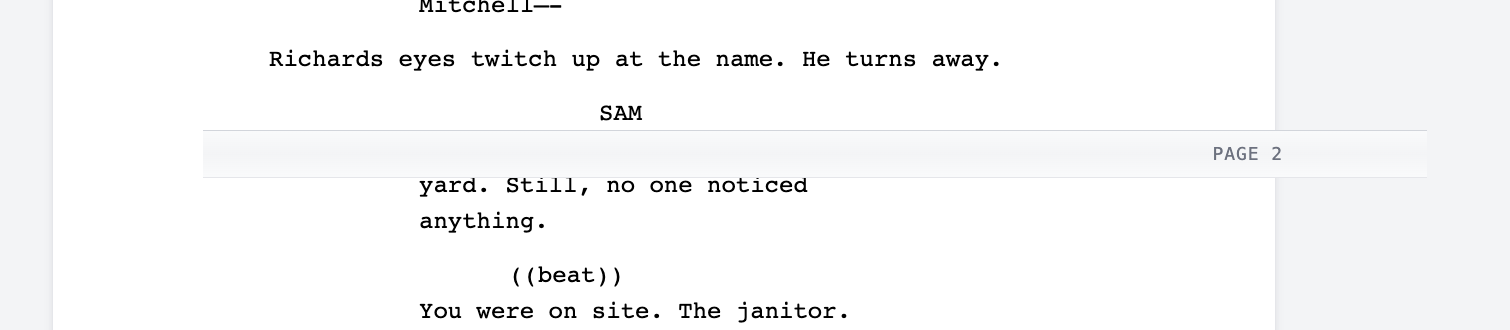 Mitchell––
Richards eyes twitch up at the name. He turns away.
SAM
PAGE 2
yard. Still, no one noticed
anything.
((beat))
You were on site. The janitor.